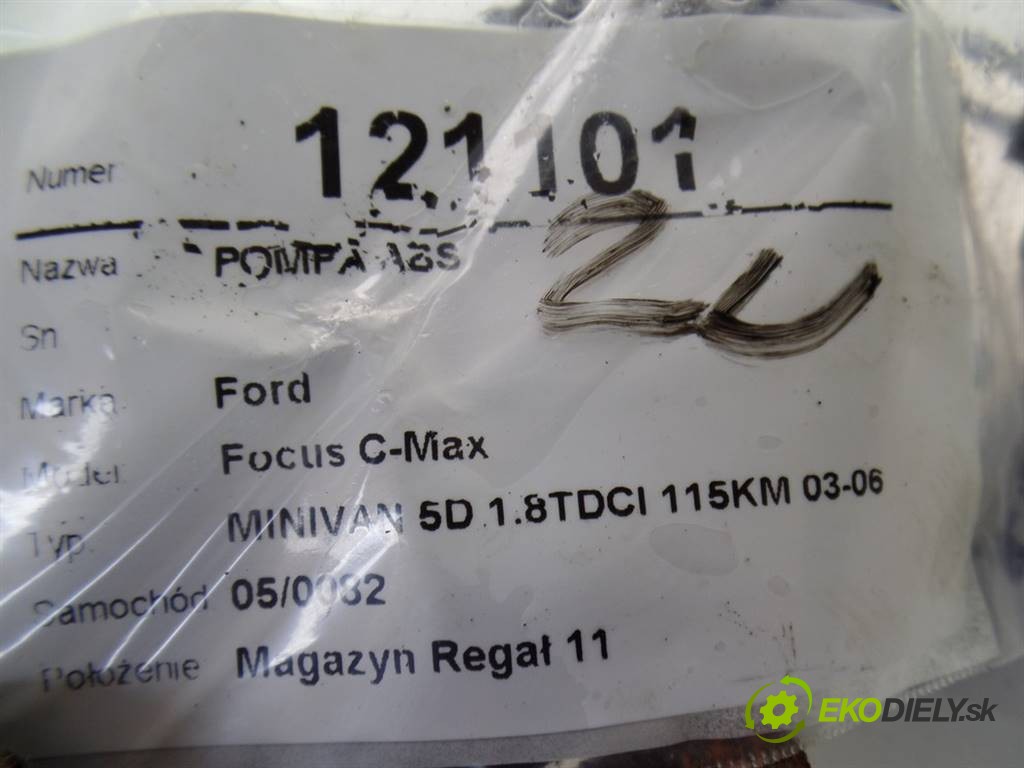 Numer 121101
Nazwa POMPA ABS
Sn
Marka Ford
Model Focus C-Max
Typ. MINIVAN 5D 1.8TDCI 115KM 03-06
Samochód 05/0082
Położenie Magazyn Regał 11
EKODIELY.sk